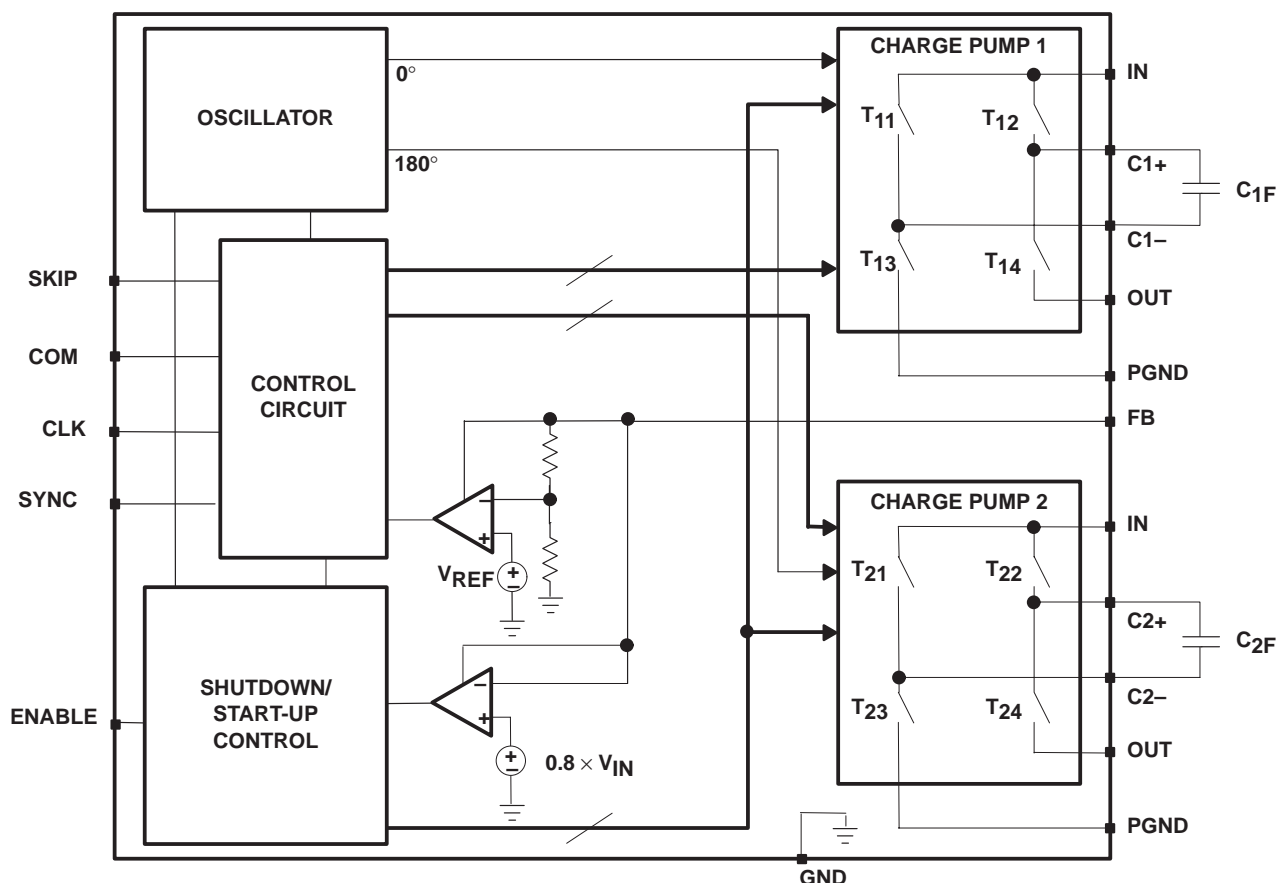 OSCILLATOR
0°
180°
CHARGE PUMP 1
T11
T12
T13
T14
IN
C1+
C1F
C1–
OUT
PGND
FB
SKIP
COM
CLK
SYNC
CONTROL
CIRCUIT
VREF
+
–
–
+
CHARGE PUMP 2
T21
T22
T23
T24
IN
C2+
C2F
C2–
OUT
PGND
ENABLE
SHUTDOWN/
START-UP
CONTROL
–
+
+
–
0.8 × VIN
GND